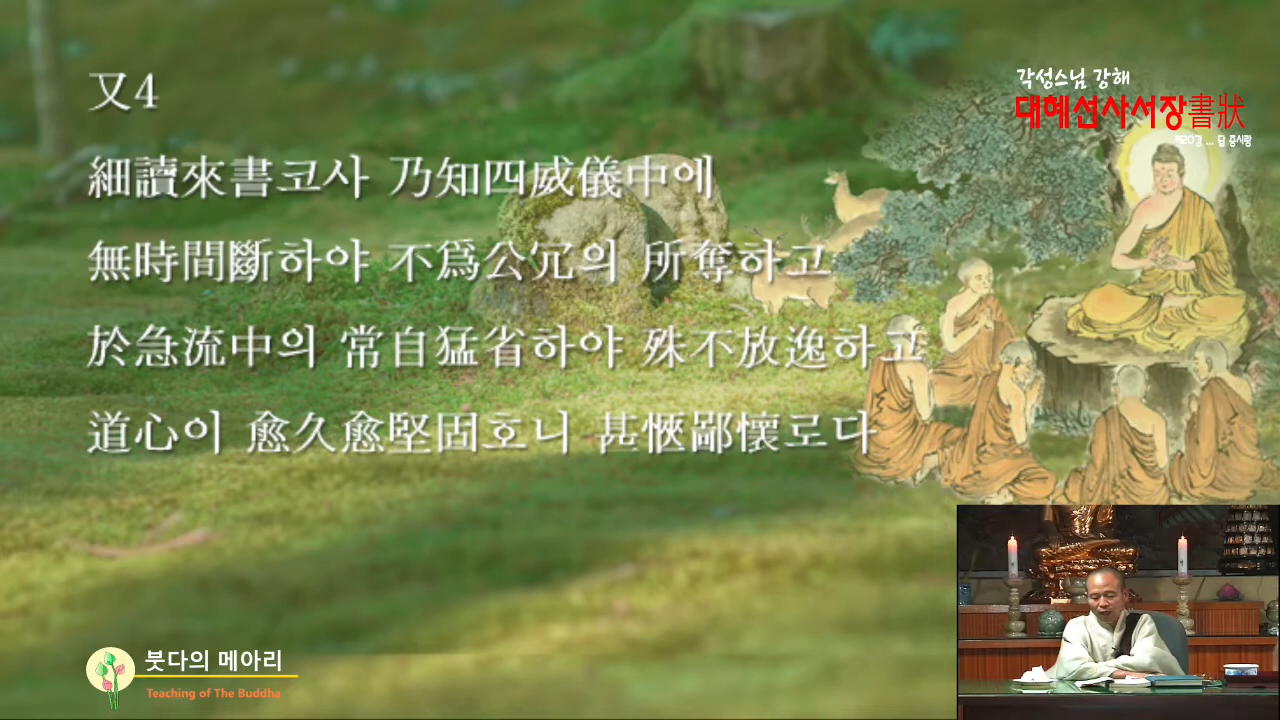 又4
細讀來書코사 乃知四威儀中에
無時間斷하야 不爲公冗의 所奪하고
於急流中의 常自猛省하야 殊不放逸하고
道心이 愈久愈堅固호니 甚愜鄙懷로다
각성스님 강해
대혜선사서장書狀
답 증시랑
붓다의 메아리
Teaching of The Buddha